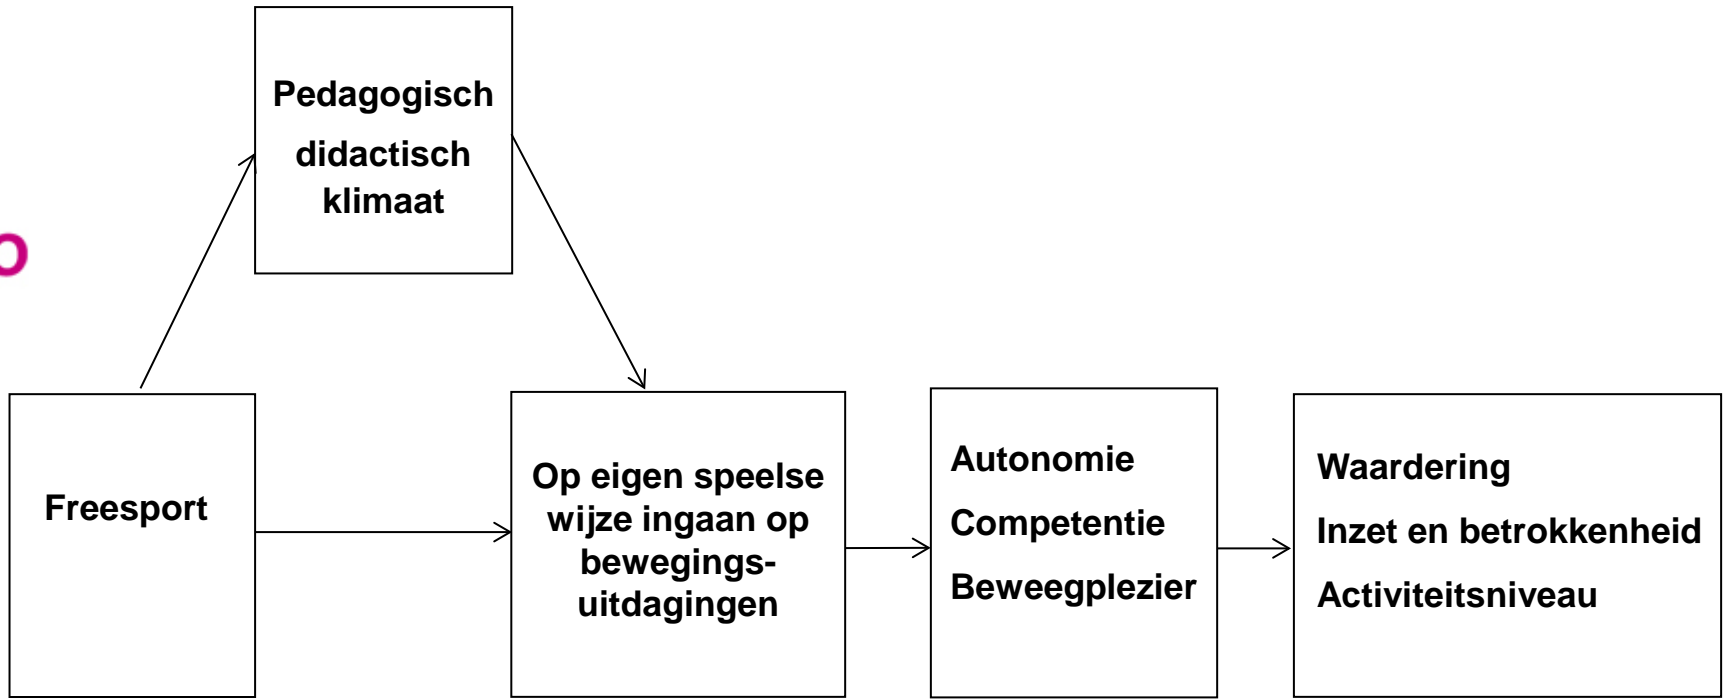 Pedagogisch
didactisch
klimaat
o
Freesport
Op eigen speelse
wijze ingaan op
bewegings-
uitdagingen
Autonomie
Competentie
Beweegplezier
Waardering
Inzet en betrokkenheid
Activiteitsniveau